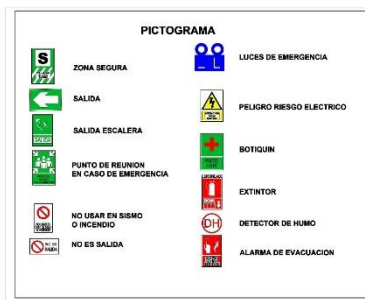 PICTOGRAMA
S
ZONA SEGURA
SALIDA
SALIDA ESCALERA
PUNTO DE REUNION
EN CASO DE EMERGENCIA
NO USAR EN SISMO
O INCENDIO
NO ES SALIDA
LUCES DE EMERGENCIA
PELIGRO RIESGO ELECTRICO
BOTIQUIN
EXTINTOR
DH
DETECTOR DE HUMO
ALARMA DE EVACUACION